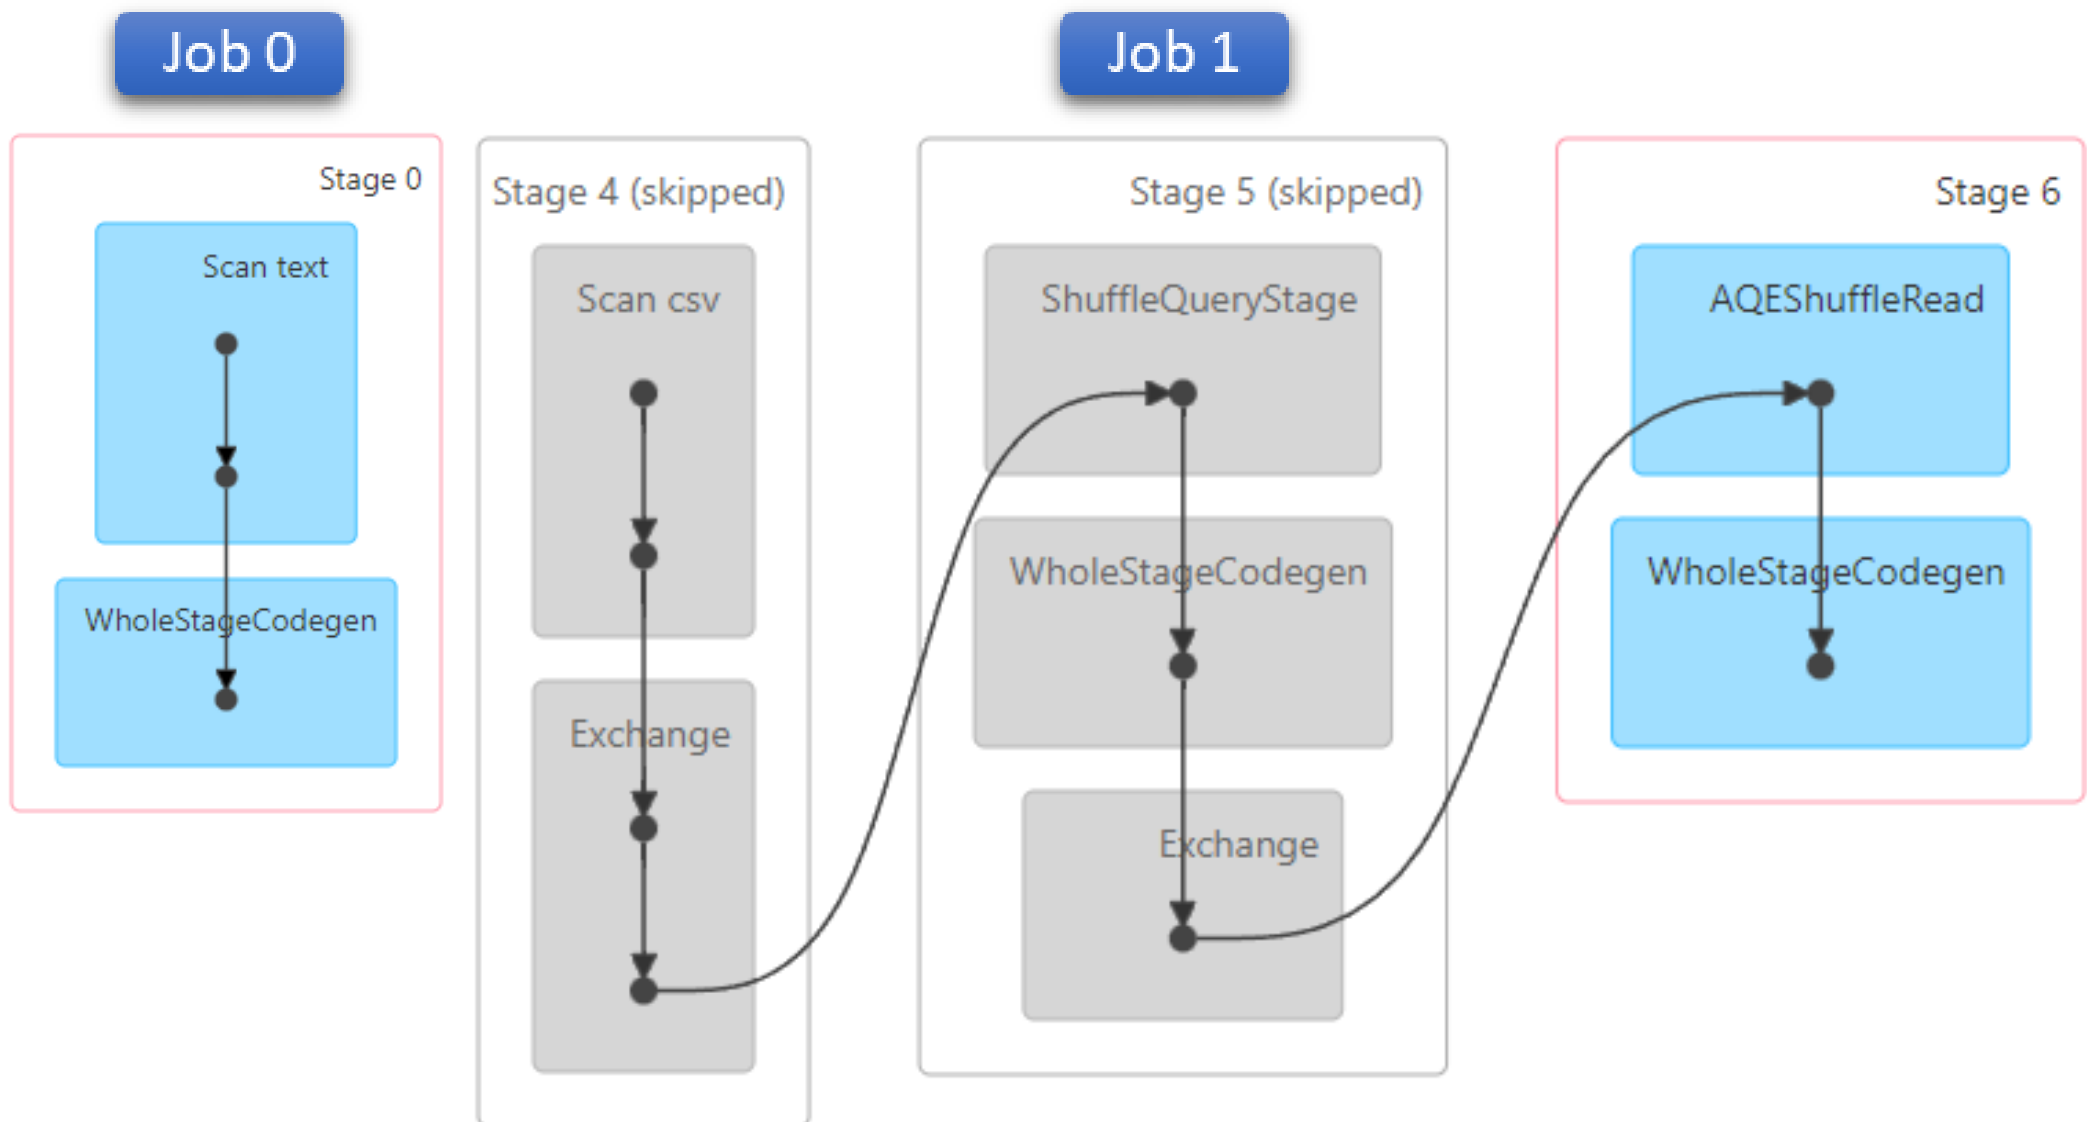 Job 0
Job 1
Stage 0
Scan text
WholeStageCodegen
Stage 4 (skipped)
Scan csv
Exchange
Stage 5 (skipped)
ShuffleQueryStage
WholeStageCodegen
Exchange
Stage 6
AQEShuffleRead
WholeStageCodegen